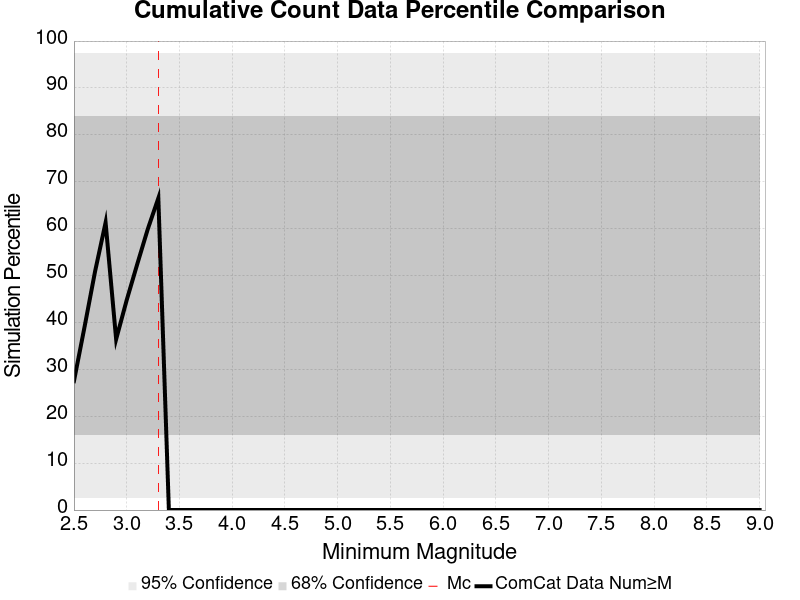 Cumulative Count Data Percentile Comparison
100
90
80
70
60
50
40
30
20
10
0
Simulation Percentile
2.5 3.0 3.5 4.0 4.5 5.0 5.5 6.0 6.5 7.0 7.5 8.0 8.5 9.0
Minimum Magnitude
95% Confidence 68% Confidence Mc ComCat Data Num≥M